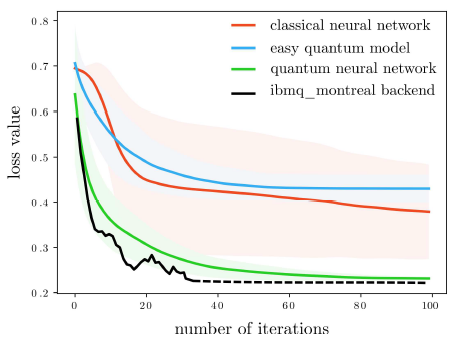 classical neural network
easy quantum model
quantum neural network
ibmq_montreal backend
loss value
0.8
0.7
0.6
0.5
0.4
0.3
0.2
0
20
40
60
80
100
number of iterations